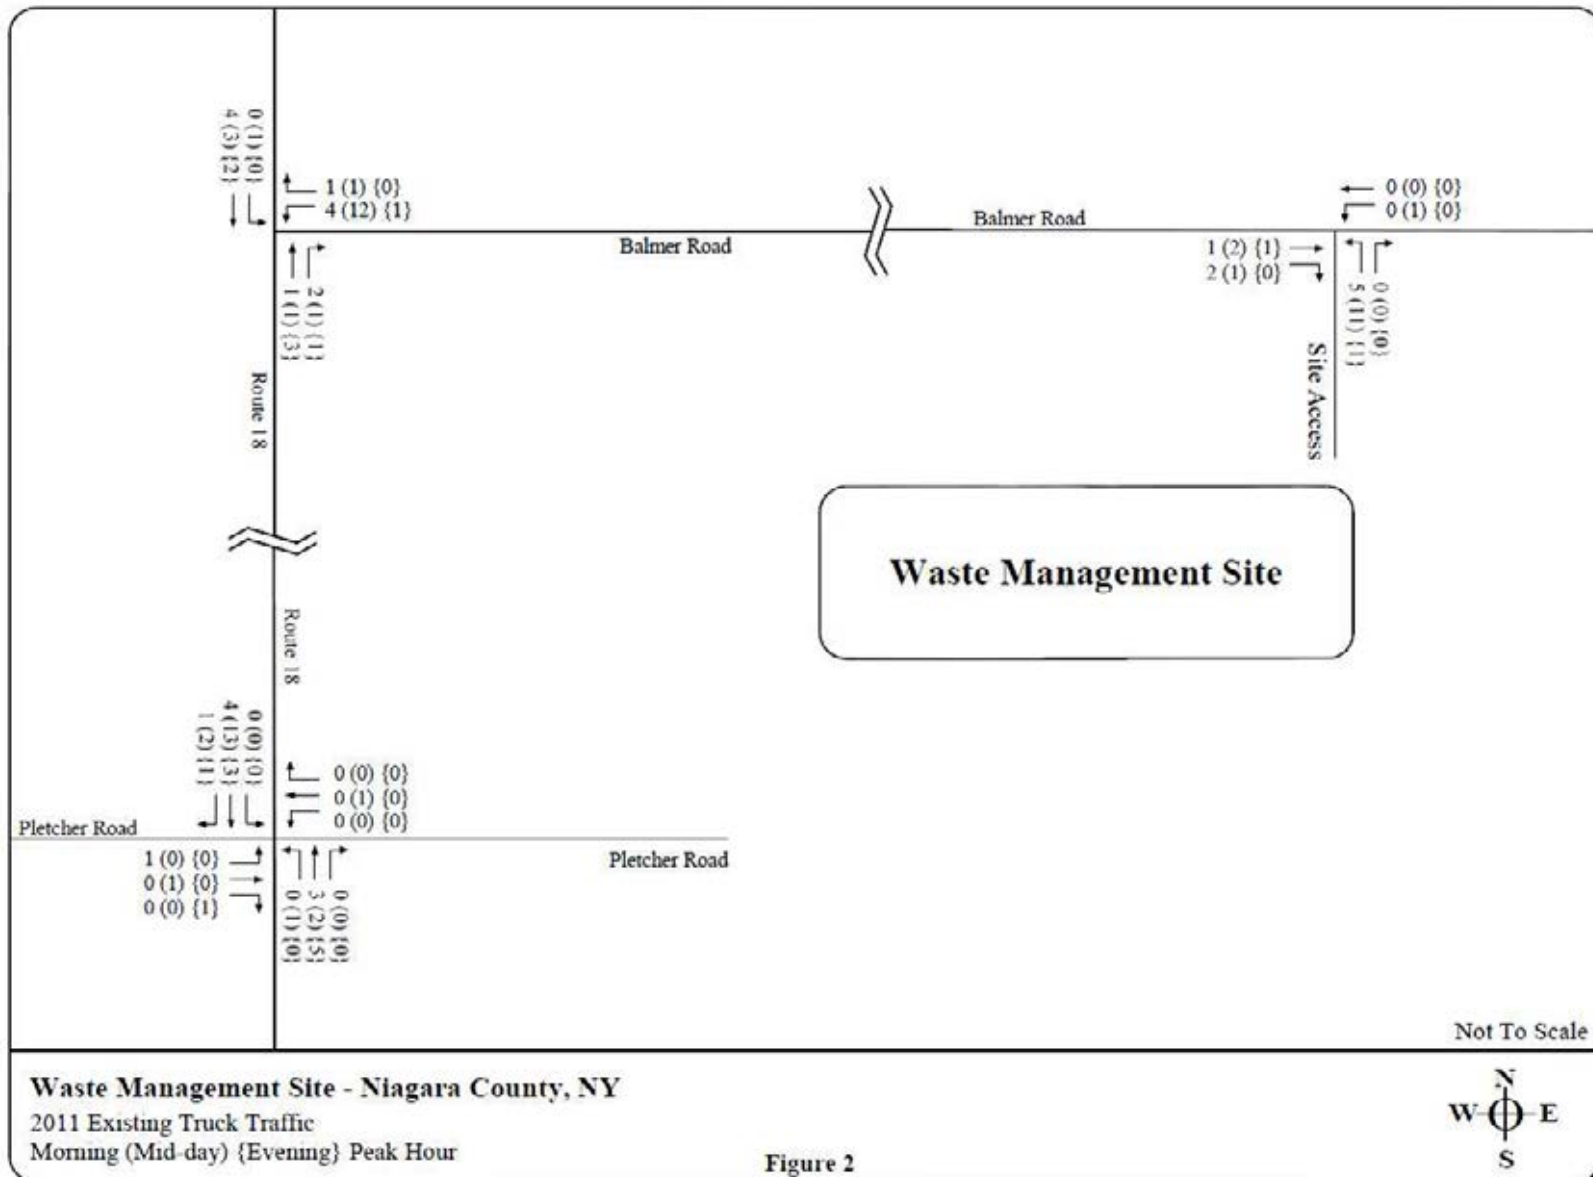 0 (1) {0}
4 (3) {2}
1 (1) {0}
4 (12) {1}
Balmer Road
2 (1) {1}
1 (1) {3}
Balmer Road
0 (0) {0}
0 (1) {0}
1 (2) {1}
2 (1) {0}
0 (0) {0}
5 (11) {1}
Site Access
Route 18
Waste Management Site
Route 18
0 (0) {0}
4 (13) {3}
1 (2) {1}
0 (0) {0}
0 (1) {0}
0 (0) {0}
Pletcher Road
1 (0) {0}
0 (1) {0}
0 (0) {1}
0 (0) {0}
3 (2) {5}
0 (1) {0}
Pletcher Road
Not To Scale
Waste Management Site - Niagara County, NY
2011 Existing Truck Traffic
Morning (Mid-day) {Evening} Peak Hour
Figure 2
N
W E
S